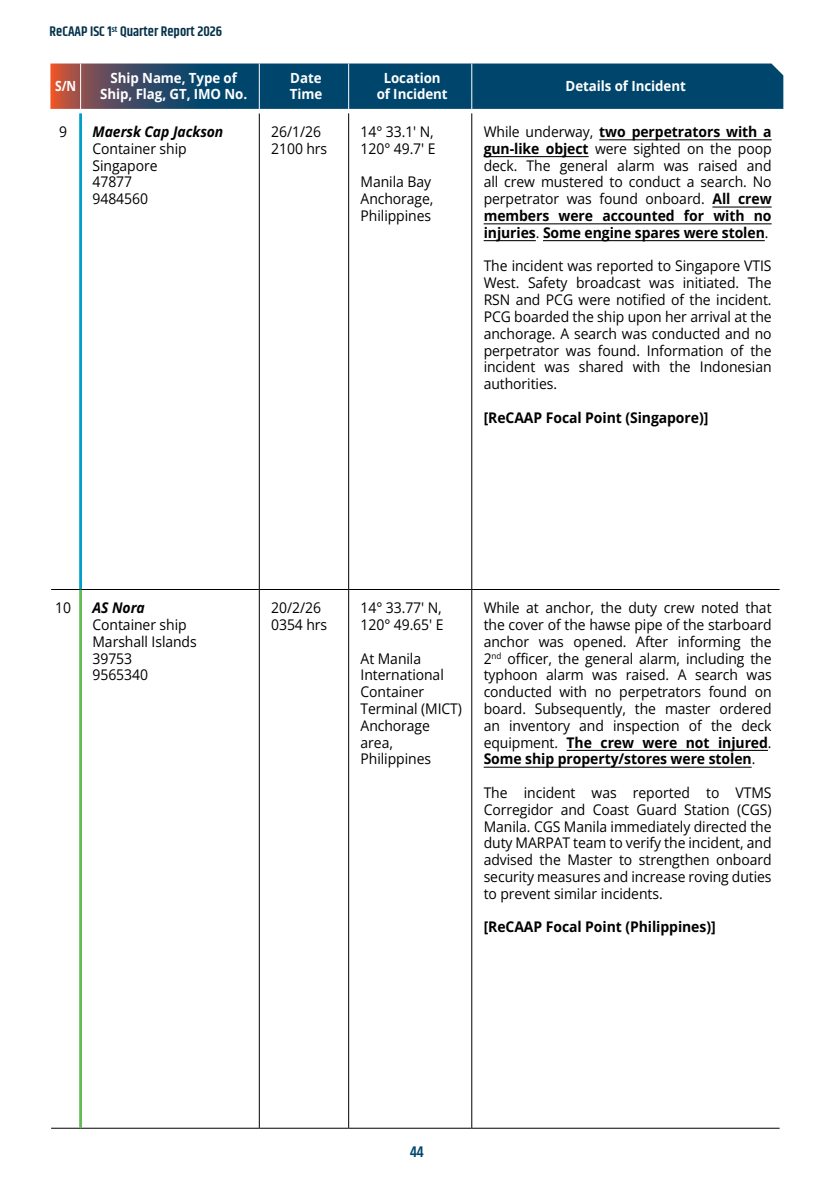 ReCAAP ISC 1st Quarter Report 2026
S/N
Ship Name, Type of
Ship, Flag, GT, IMO No.
Date
Time
Location
of Incident
Details of Incident
9
Maersk Cap Jackson
Container ship
Singapore
47877
9484560
26/1/26
2100 hrs
14° 33.1' N,
120° 49.7' E
Manila Bay
Anchorage,
Philippines
While underway, two perpetrators with a
gun-like object were sighted on the poop
deck. The general alarm was raised and
all crew mustered to conduct a search. No
perpetrator was found onboard. All crew
members were accounted for with no
injuries. Some engine spares were stolen.
The incident was reported to Singapore VTIS
West. Safety broadcast was initiated. The
RSN and PCG were notified of the incident.
PCG boarded the ship upon her arrival at the
anchorage. A search was conducted and no
perpetrator was found. Information of the
incident was shared with the Indonesian
authorities.
[ReCAAP Focal Point (Singapore)]
10
AS Nora
Container ship
Marshall Islands
39753
9565340
20/2/26
0354 hrs
14° 33.77' N,
120° 49.65' E
At Manila
International
Container
Terminal (MICT)
Anchorage
area,
Philippines
While at anchor, the duty crew noted that
the cover of the hawse pipe of the starboard
anchor was opened. After informing the
2nd officer, the general alarm, including the
typhoon alarm was raised. A search was
conducted with no perpetrators found on
board. Subsequently, the master ordered
an inventory and inspection of the deck
equipment. The crew were not injured.
Some ship property/stores were stolen.
The incident was reported to VTMS
Corregidor and Coast Guard Station (CGS)
Manila. CGS Manila immediately directed the
duty MARPAT team to verify the incident, and
advised the Master to strengthen onboard
security measures and increase roving duties
to prevent similar incidents.
[ReCAAP Focal Point (Philippines)]
44